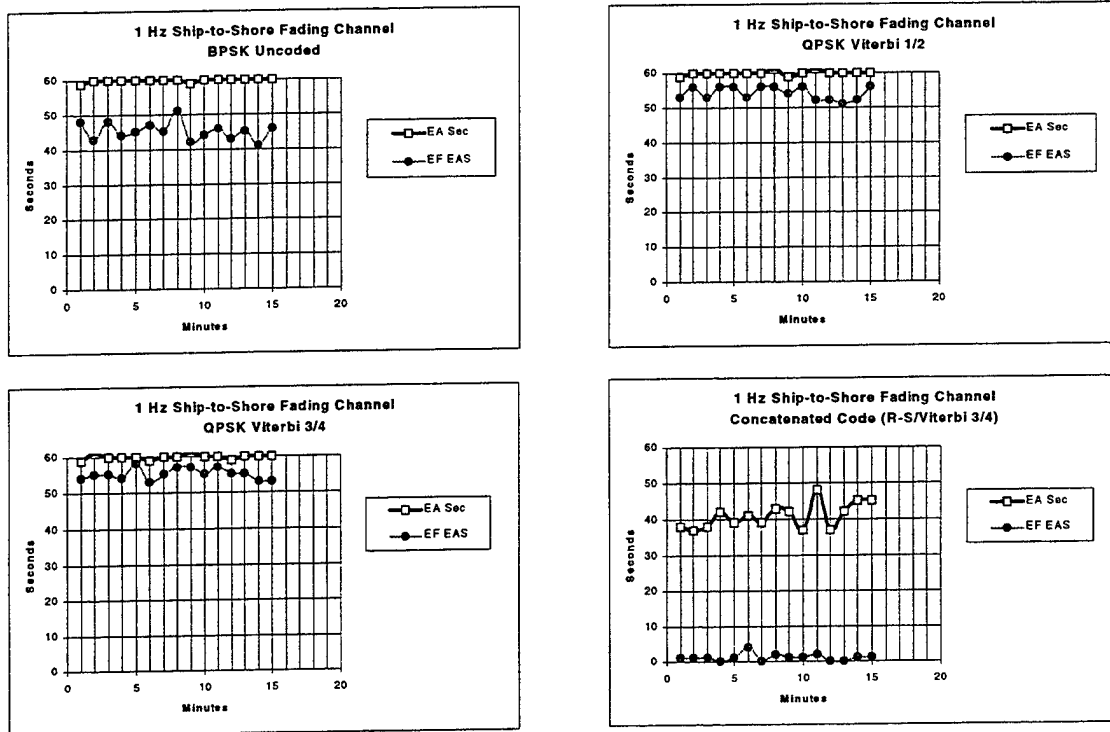 1 Hz Ship-to-Shore Fading Channel
BPSK Uncoded
60
50
40
30
20
10
0
Seconds
0 5 10 15 20
Minutes
EA Sec
EF EAS
1 Hz Ship-to-Shore Fading Channel
QPSK Viterbi 1/2
60
50
40
30
20
10
0
Seconds
0 5 10 15 20
Minutes
EA Sec
EF EAS
1 Hz Ship-to-Shore Fading Channel
QPSK Viterbi 3/4
60
50
40
30
20
10
0
Seconds
0 5 10 15 20
Minutes
EA Sec
EF EAS
1 Hz Ship-to-Shore Fading Channel
Concatenated Code (R-S/Viterbi 3/4)
60
50
40
30
20
10
0
Seconds
0 5 10 15 20
Minutes
EA Sec
EF EAS